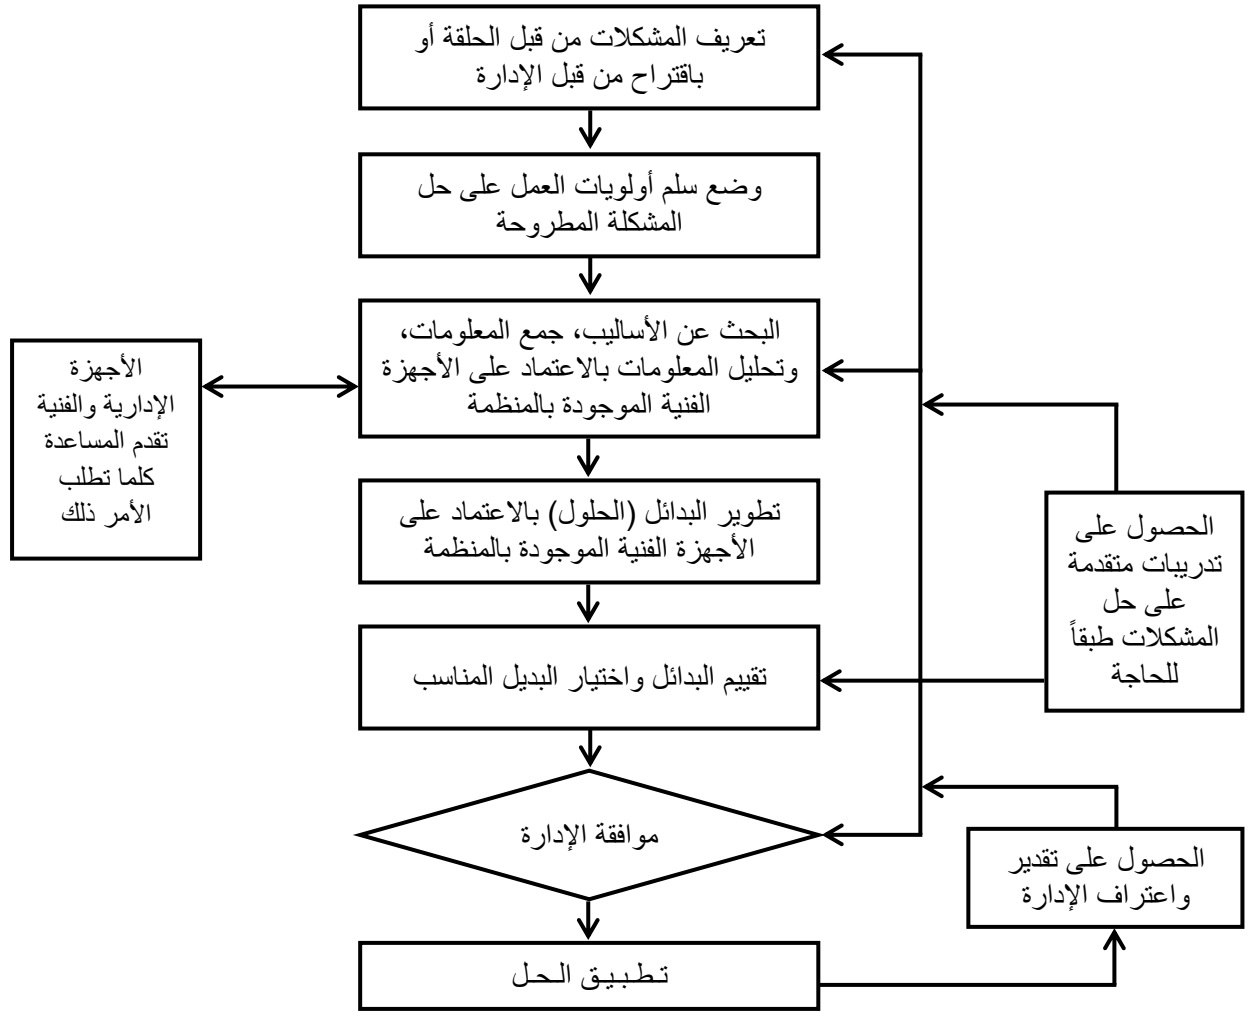 تعريف المشكلات من قبل الحلقة أو
باقتراح من قبل الإدارة
وضع سلم أولويات العمل على حل
المشكلة المطروحة
البحث عن الأساليب، جمع المعلومات،
وتحليل المعلومات بالاعتماد على الأجهزة
الفنية الموجودة بالمنظمة
الأجهزة
الإدارية والفنية
تقدم المساعدة
كلما تطلب
الأمر ذلك
تطوير البدائل (الحلول) بالاعتماد على
الأجهزة الفنية الموجودة بالمنظمة
الحصول على
تدريبات متقدمة
على حل
المشكلات طبقاً
للحاجة
تقييم البدائل واختيار البديل المناسب
موافقة الإدارة
الحصول على تقدير
واعتراف الإدارة
تطبيق الحل